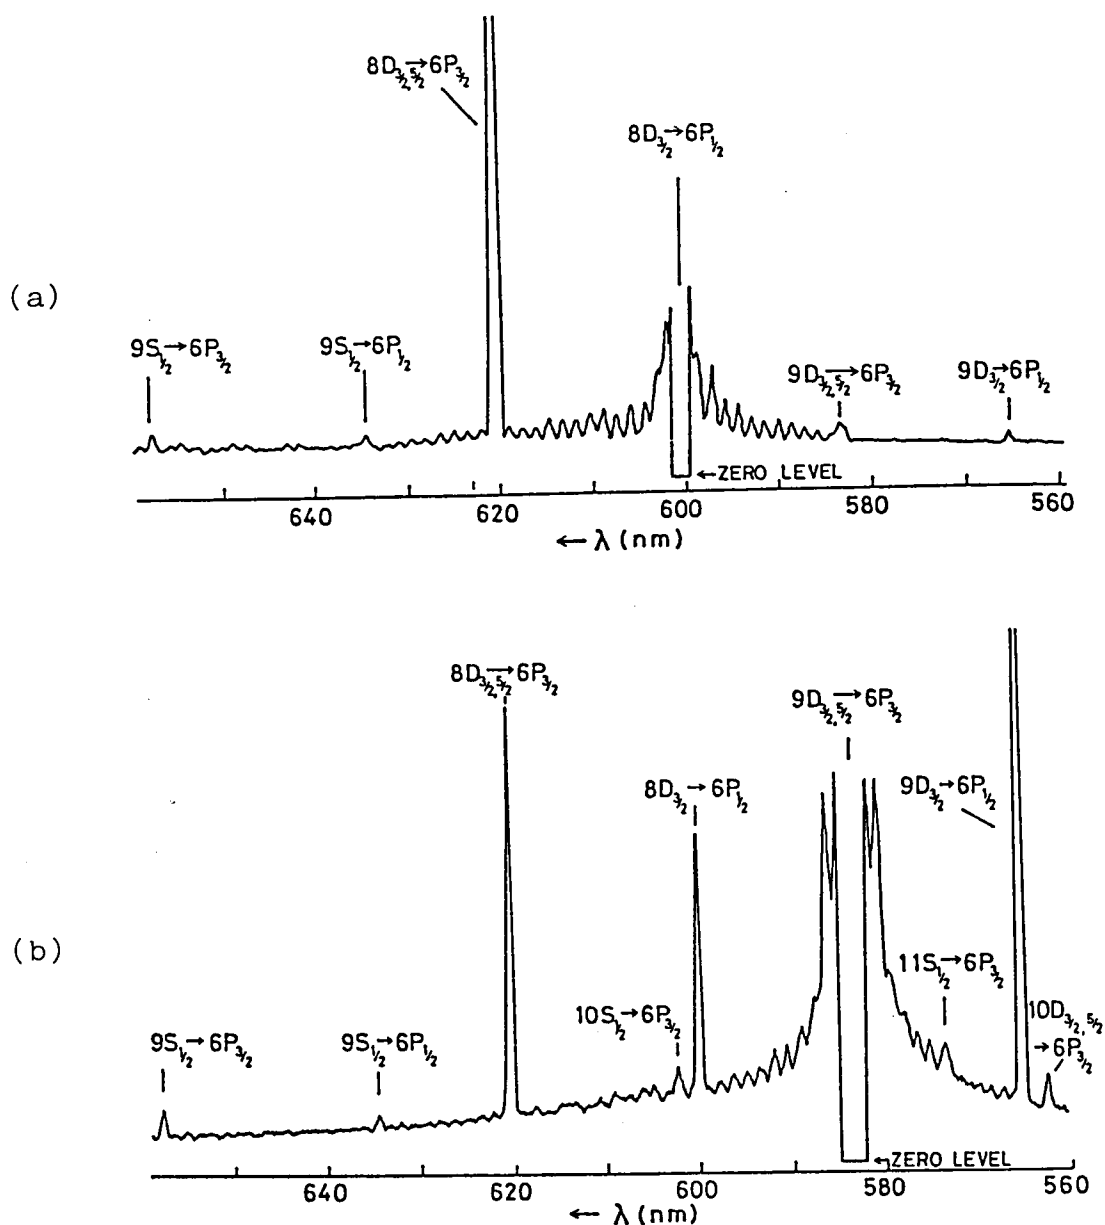 (a)
8D3/2,5/2→6P3/2
8D3/2→6P1/2
9S1/2→6P3/2
9S1/2→6P1/2
9D3/2,5/2→6P3/2
9D3/2→6P1/2
←ZERO LEVEL
640 620 600 580 560
← λ (nm)
(b)
8D3/2,5/2→6P3/2
9D3/2,5/2→6P3/2
8D3/2→6P1/2
9D3/2→6P1/2
11S1/2→6P3/2
10S1/2→6P3/2
10D3/2,5/2
→6P3/2
9S1/2→6P3/2
9S1/2→6P1/2
←ZERO LEVEL
640 620 600 580 560
← λ (nm)